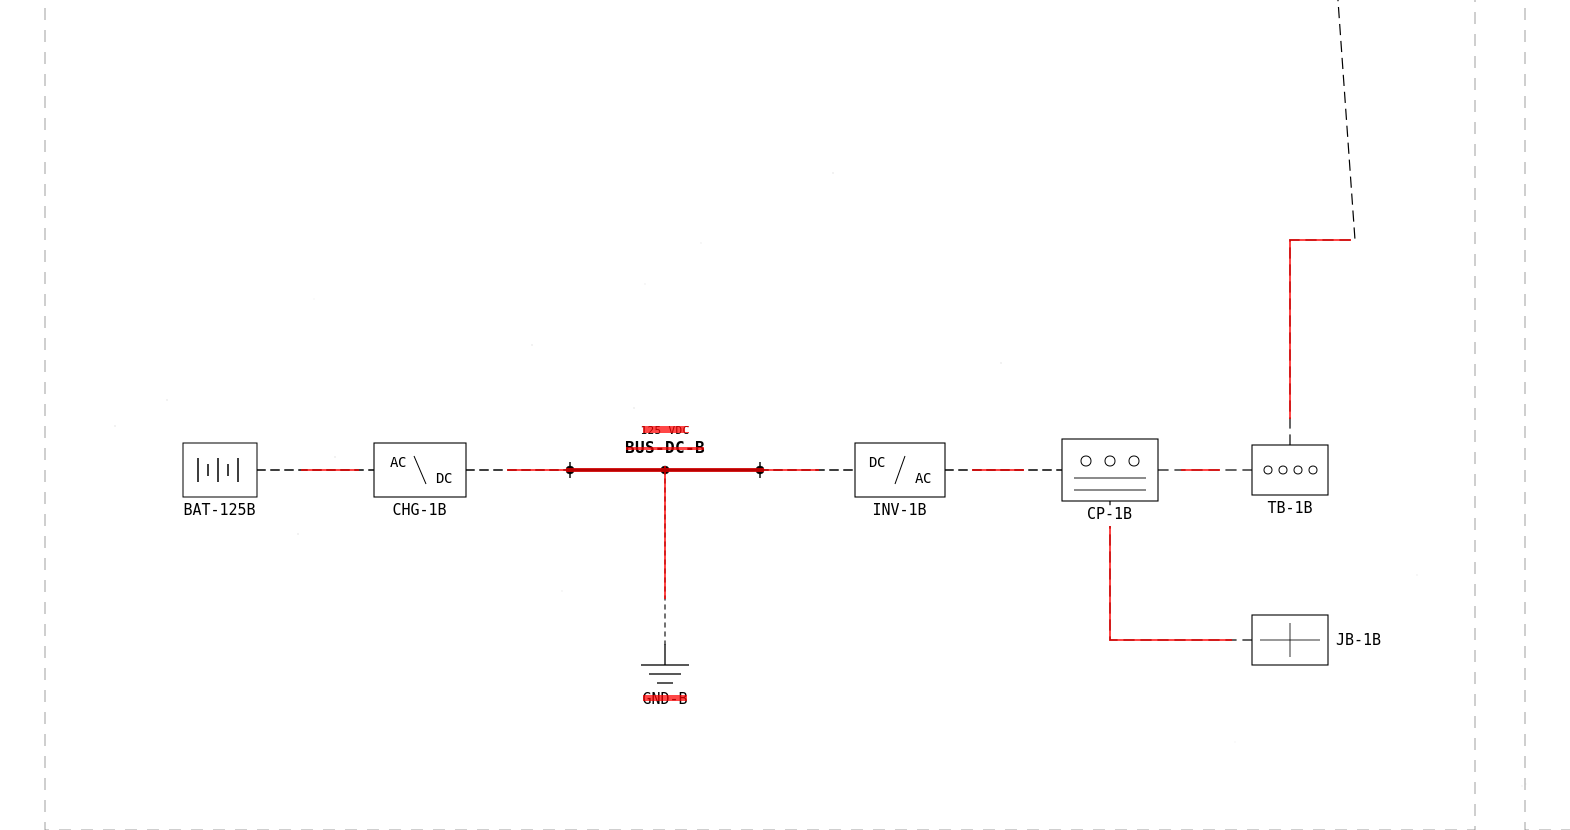 125 VDC
BUS-DC-B
AC
DC
DC
AC
BAT-125B
CHG-1B
INV-1B
CP-1B
TB-1B
JB-1B
GND-B